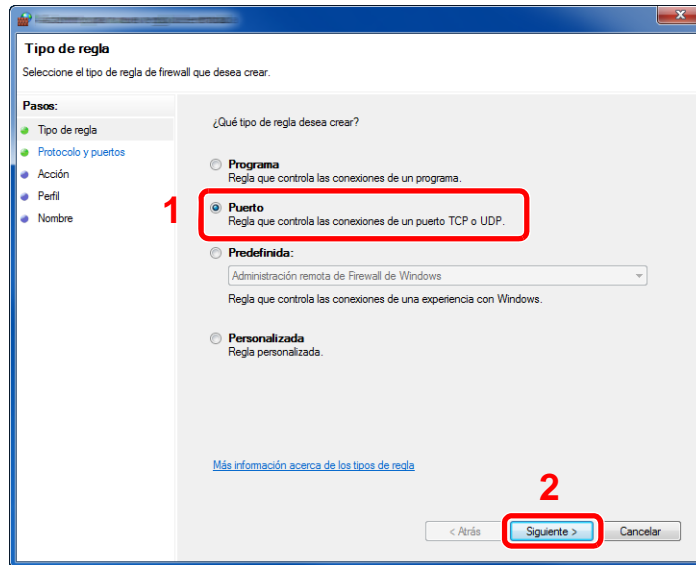 Tipo de regla
Seleccione el tipo de regla de firewall que desea crear.
Pasos:
Tipo de regla
Protocolo y puertos
Acción
Perfil
Nombre
¿Qué tipo de regla desea crear?
Programa
Regla que controla las conexiones de un programa.
1
Puerto
Regla que controla las conexiones de un puerto TCP o UDP.
Predefinida:
Administración remota de Firewall de Windows
Regla que controla las conexiones de una experiencia con Windows.
Personalizada
Regla personalizada.
Más información acerca de los tipos de regla
2
< Atrás
Siguiente >
Cancelar